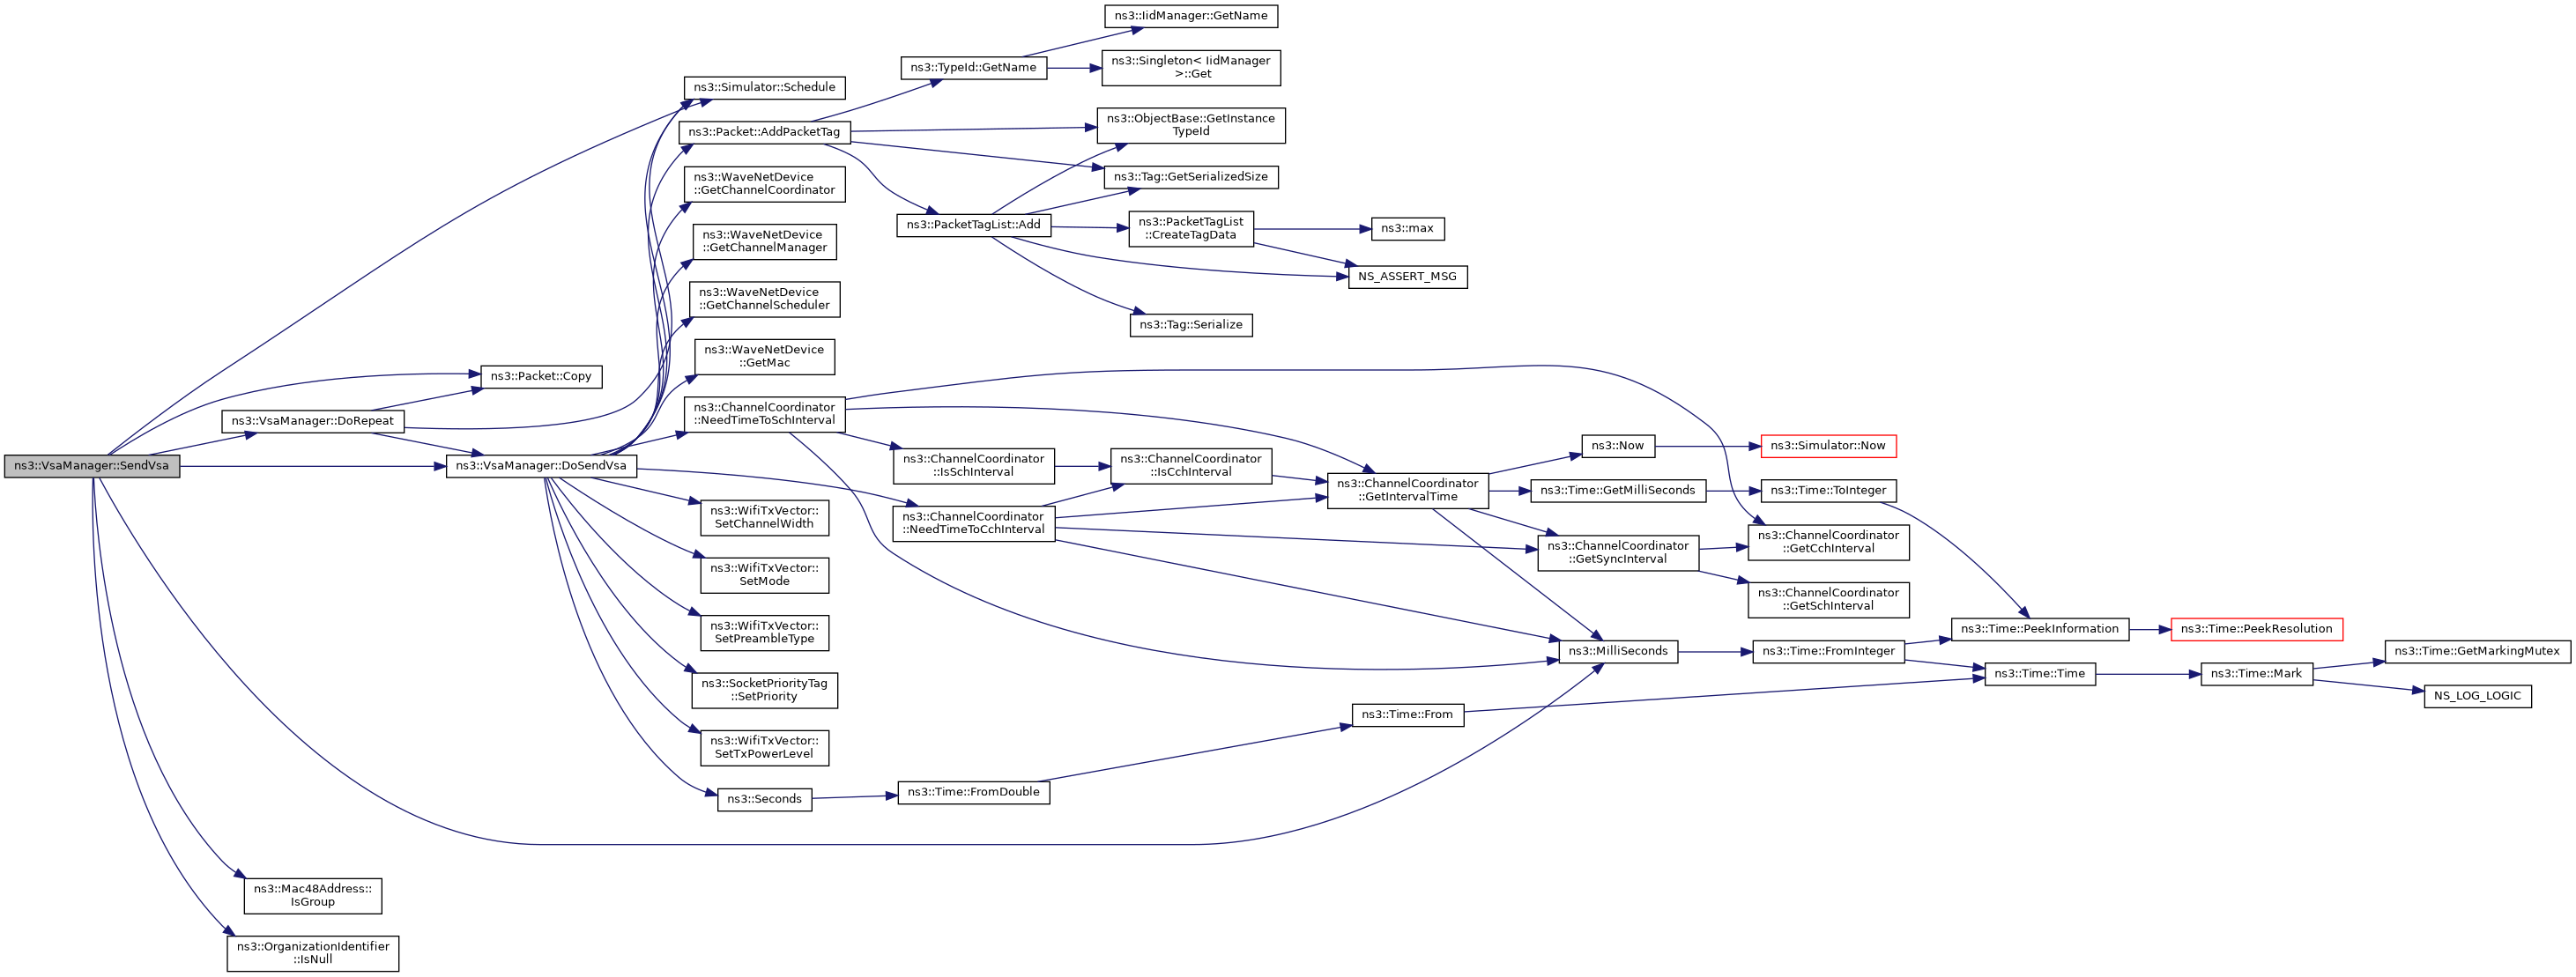 ns3::VsaManager::SendVsa
ns3::Simulator::Schedule
ns3::Packet::Copy
ns3::VsaManager::DoRepeat
ns3::VsaManager::DoSendVsa
ns3::Mac48Address::
IsGroup
ns3::OrganizationIdentifier
::IsNull
ns3::Packet::AddPacketTag
ns3::WaveNetDevice
::GetChannelCoordinator
ns3::WaveNetDevice
::GetChannelManager
ns3::WaveNetDevice
::GetChannelScheduler
ns3::WaveNetDevice
::GetMac
ns3::ChannelCoordinator
::NeedTimeToSchInterval
ns3::WifiTxVector::
SetChannelWidth
ns3::WifiTxVector::
SetMode
ns3::WifiTxVector::
SetPreambleType
ns3::SocketPriorityTag
::SetPriority
ns3::WifiTxVector::
SetTxPowerLevel
ns3::Seconds
ns3::TypeId::GetName
ns3::PacketTagList::Add
ns3::ChannelCoordinator
::IsSchInterval
ns3::ChannelCoordinator
::NeedTimeToCchInterval
ns3::Time::FromDouble
ns3::IidManager::GetName
ns3::Singleton< IidManager
>::Get
ns3::ObjectBase::GetInstance
TypeId
ns3::Tag::GetSerializedSize
ns3::PacketTagList
::CreateTagData
ns3::Tag::Serialize
ns3::ChannelCoordinator
::IsCchInterval
ns3::max
NS_ASSERT_MSG
ns3::ChannelCoordinator
::GetIntervalTime
ns3::Time::From
ns3::Now
ns3::Time::GetMilliSeconds
ns3::ChannelCoordinator
::GetSyncInterval
ns3::MilliSeconds
ns3::Simulator::Now
ns3::Time::ToInteger
ns3::ChannelCoordinator
::GetCchInterval
ns3::ChannelCoordinator
::GetSchInterval
ns3::Time::FromInteger
ns3::Time::PeekInformation
ns3::Time::Time
ns3::Time::PeekResolution
ns3::Time::Mark
ns3::Time::GetMarkingMutex
NS_LOG_LOGIC